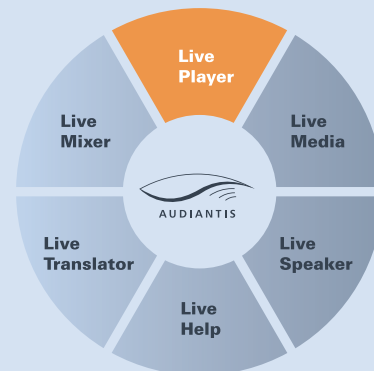 Live
Player
Live
Media
Live
Speaker
Live
Help
Live
Translator
Live
Mixer
AUDIANTIS